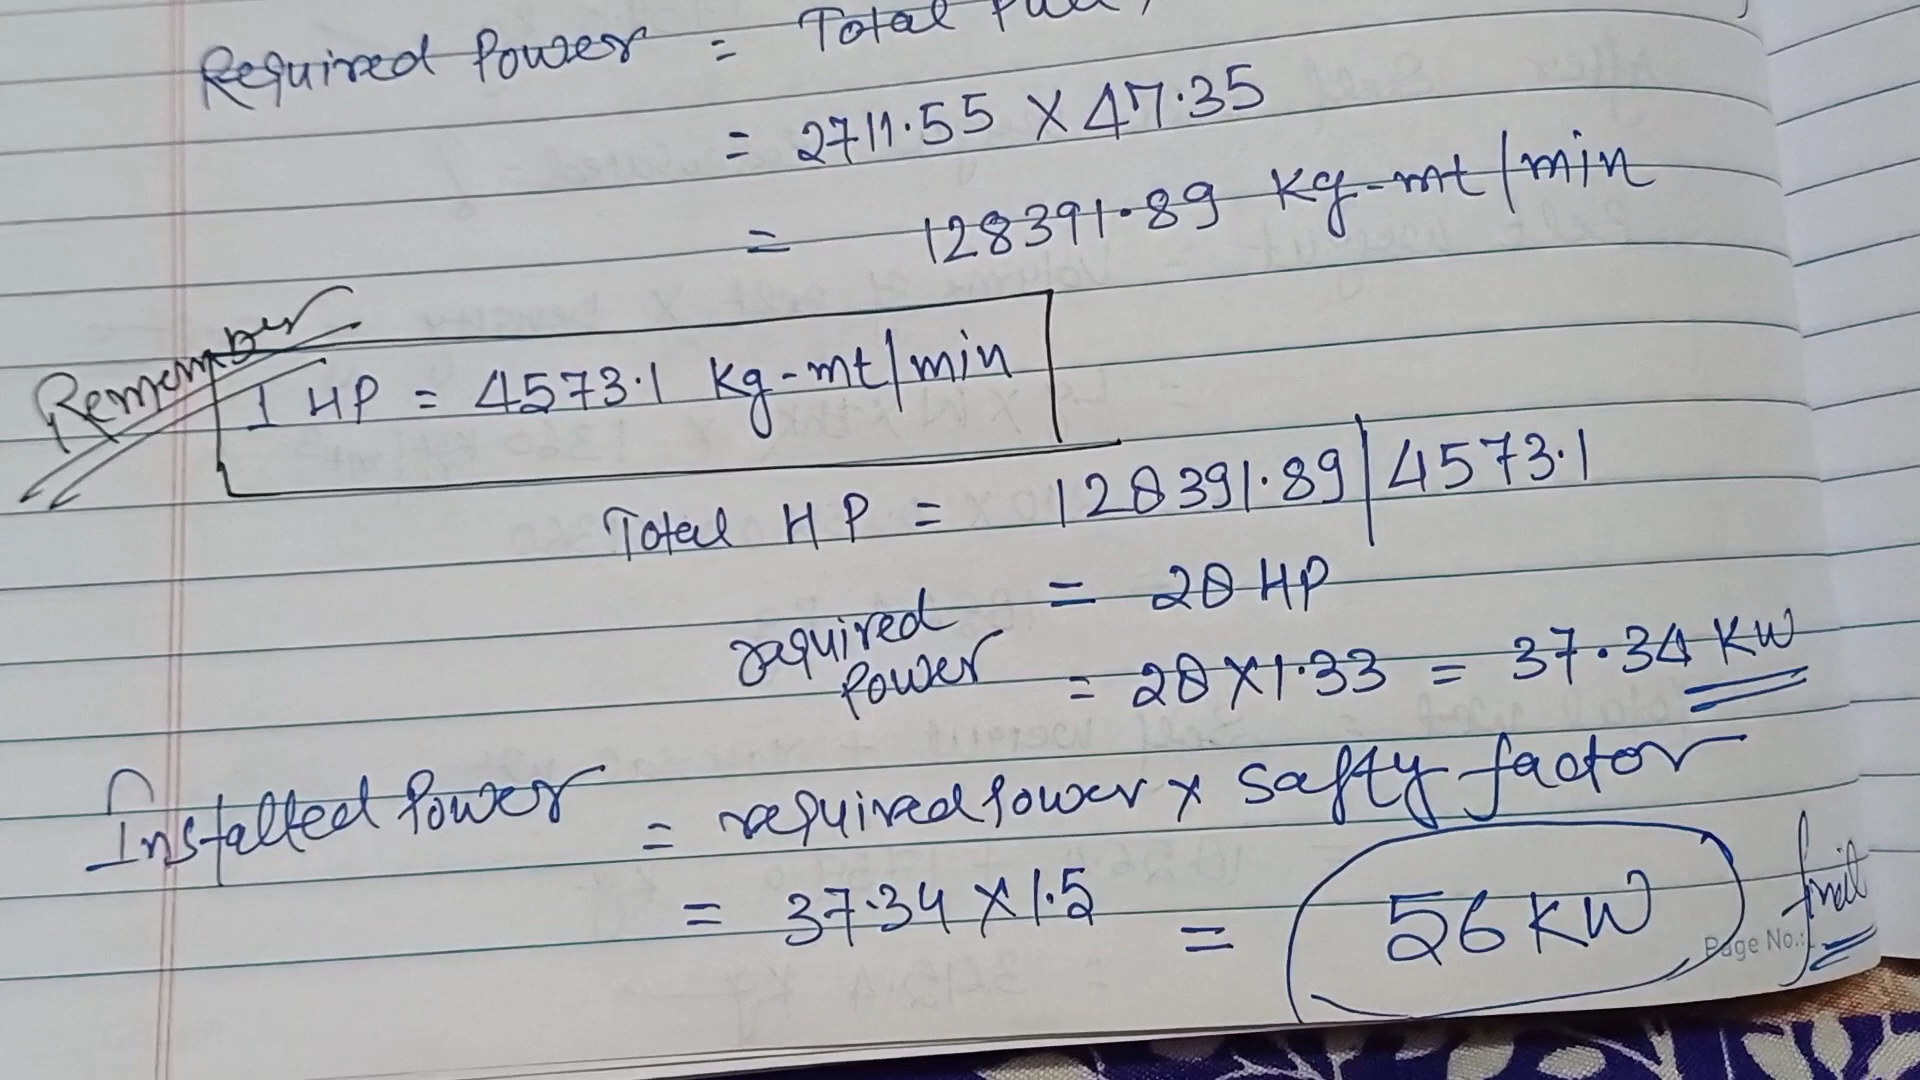 Required Power = Total Pull
= 2711.55 X 47.35
= 128391.89 Kg-mt/min
Remember
1 HP = 4573.1 Kg-mt/min
Total HP = 128391.89 / 4573.1
= 28 HP
required Power = 28 X 1.33 = 37.34 KW
Installed Power = required Power x Safty factor
= 37.34 X 1.5 = 56 KW
Page No.: